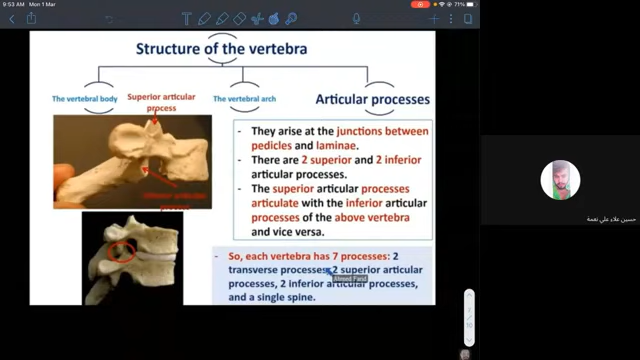 9:53 AM Mon 1 Mar
71%
Structure of the vertebra
The vertebral body
Superior articular
process
The vertebral arch
Articular processes
- They arise at the junctions between
pedicles and laminae.
- There are 2 superior and 2 inferior
articular processes.
- The superior articular processes
articulate with the inferior articular
processes of the above vertebra
and vice versa.
- So, each vertebra has 7 processes: 2
transverse processes, 2 superior articular
processes, 2 inferior articular processes,
and a single spine.
Ahmed Farid
حسين علاء علي نعمة